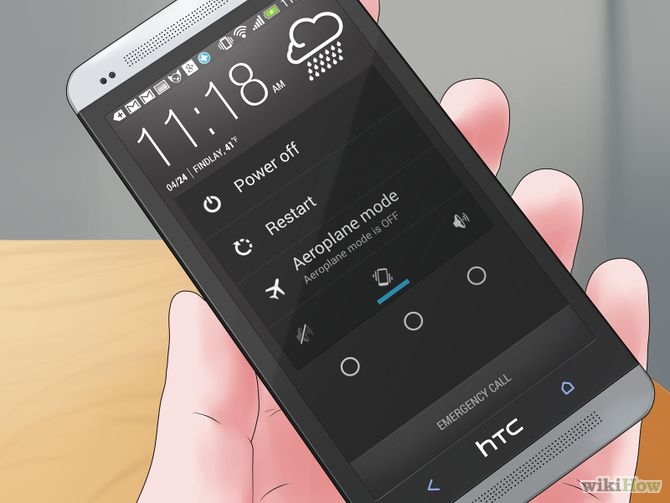 11:18 AM
04/24 | FINDLAY, 41°F
Power off
Restart
Aeroplane mode
Aeroplane mode is OFF
EMERGENCY CALL
hTC
wikiHow